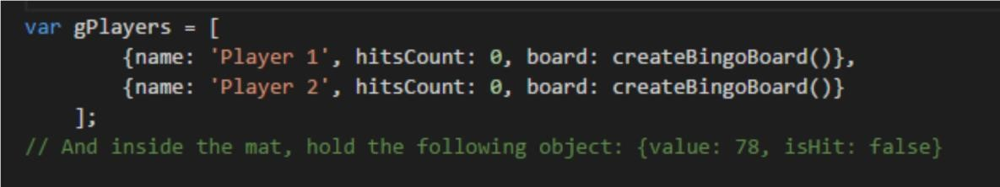 var gPlayers = [
{name: 'Player 1', hitsCount: 0, board: createBingoBoard()},
{name: 'Player 2', hitsCount: 0, board: createBingoBoard()}
];
// And inside the mat, hold the following object: {value: 78, isHit: false}